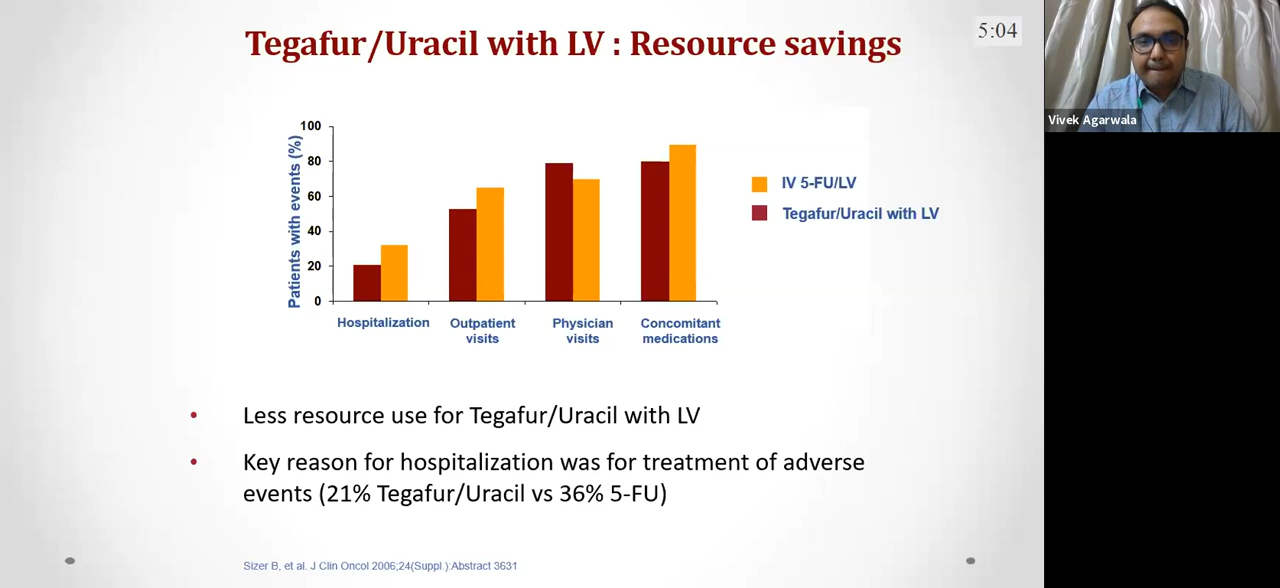 Tegafur/Uracil with LV : Resource savings
5:04
Vivek Agarwala
Patients with events (%)
100
80
60
40
20
0
Hospitalization
Outpatient
visits
Physician
visits
Concomitant
medications
IV 5-FU/LV
Tegafur/Uracil with LV
• Less resource use for Tegafur/Uracil with LV
• Key reason for hospitalization was for treatment of adverse
events (21% Tegafur/Uracil vs 36% 5-FU)
Sizer B, et al. J Clin Oncol 2006;24(Suppl.):Abstract 3631